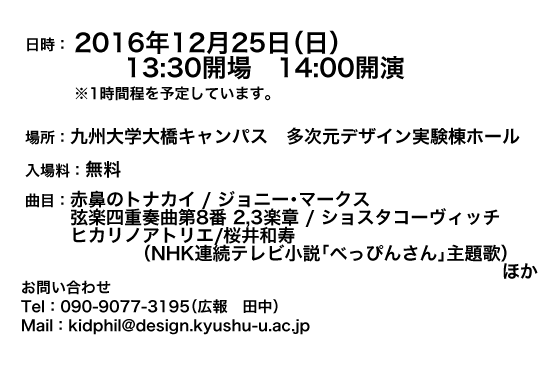 日時：2016年12月25日（日）
13:30開場　14:00開演
※1時間程を予定しています。
場所：九州大学大橋キャンパス　多次元デザイン実験棟ホール
入場料：無料
曲目：赤鼻のトナカイ / ジョニー・マークス
弦楽四重奏曲第8番 2,3楽章 / ショスタコーヴィッチ
ヒカリノアトリエ/桜井和寿
（NHK連続テレビ小説「べっぴんさん」主題歌）
ほか
お問い合わせ
Tel：090-9077-3195（広報　田中）
Mail：kidphil@design.kyushu-u.ac.jp